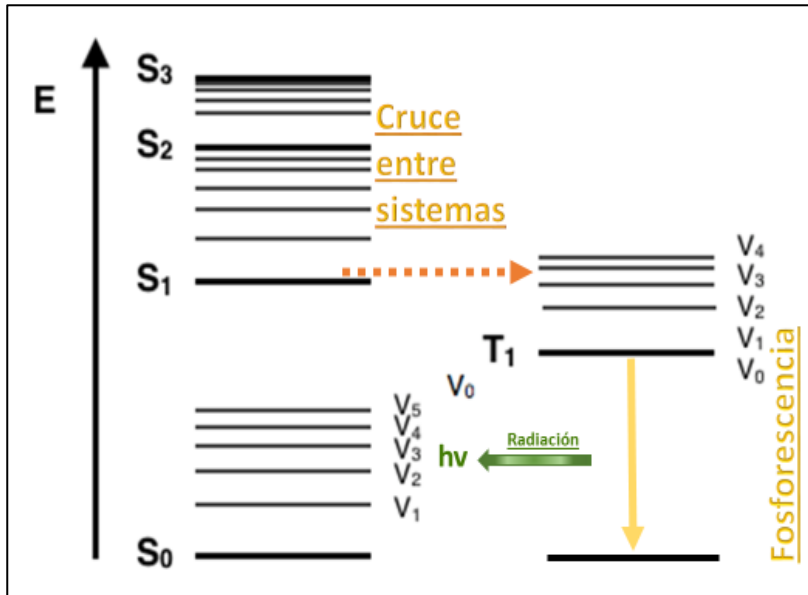 E
S3
S2
S1
S0
Cruce
entre
sistemas
V5
V4
V3
V2
V1
V0
hv
Radiación
T1
V4
V3
V2
V1
V0
Fosforescencia